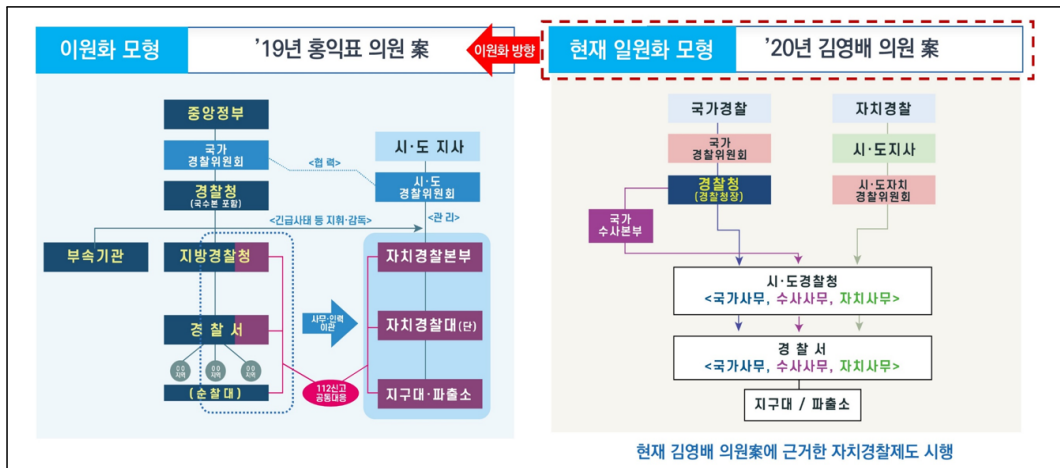 이원화 모형
'19년 홍익표 의원 案
이원화 방향
현재 일원화 모형
'20년 김영배 의원 案
중앙정부
국가
경찰위원회
경찰청
(국수본 포함)
<협 력>
시·도 지사
시·도
경찰위원회
<긴급사태 등 지휘·감독>
<관 리>
부속기관
지방경찰청
자치경찰본부
경 찰 서
사무·인력
이관
자치경찰대(단)
00
지역
00
지역
00
지역
(순찰대)
112신고
공동대응
지구대·파출소
국가경찰
자치경찰
국가
경찰위원회
시·도지사
경찰청
(경찰청장)
시·도자치
경찰위원회
국가
수사본부
시·도경찰청
<국가사무, 수사사무, 자치사무>
경 찰 서
<국가사무, 수사사무, 자치사무>
지구대 / 파출소
현재 김영배 의원案에 근거한 자치경찰제도 시행